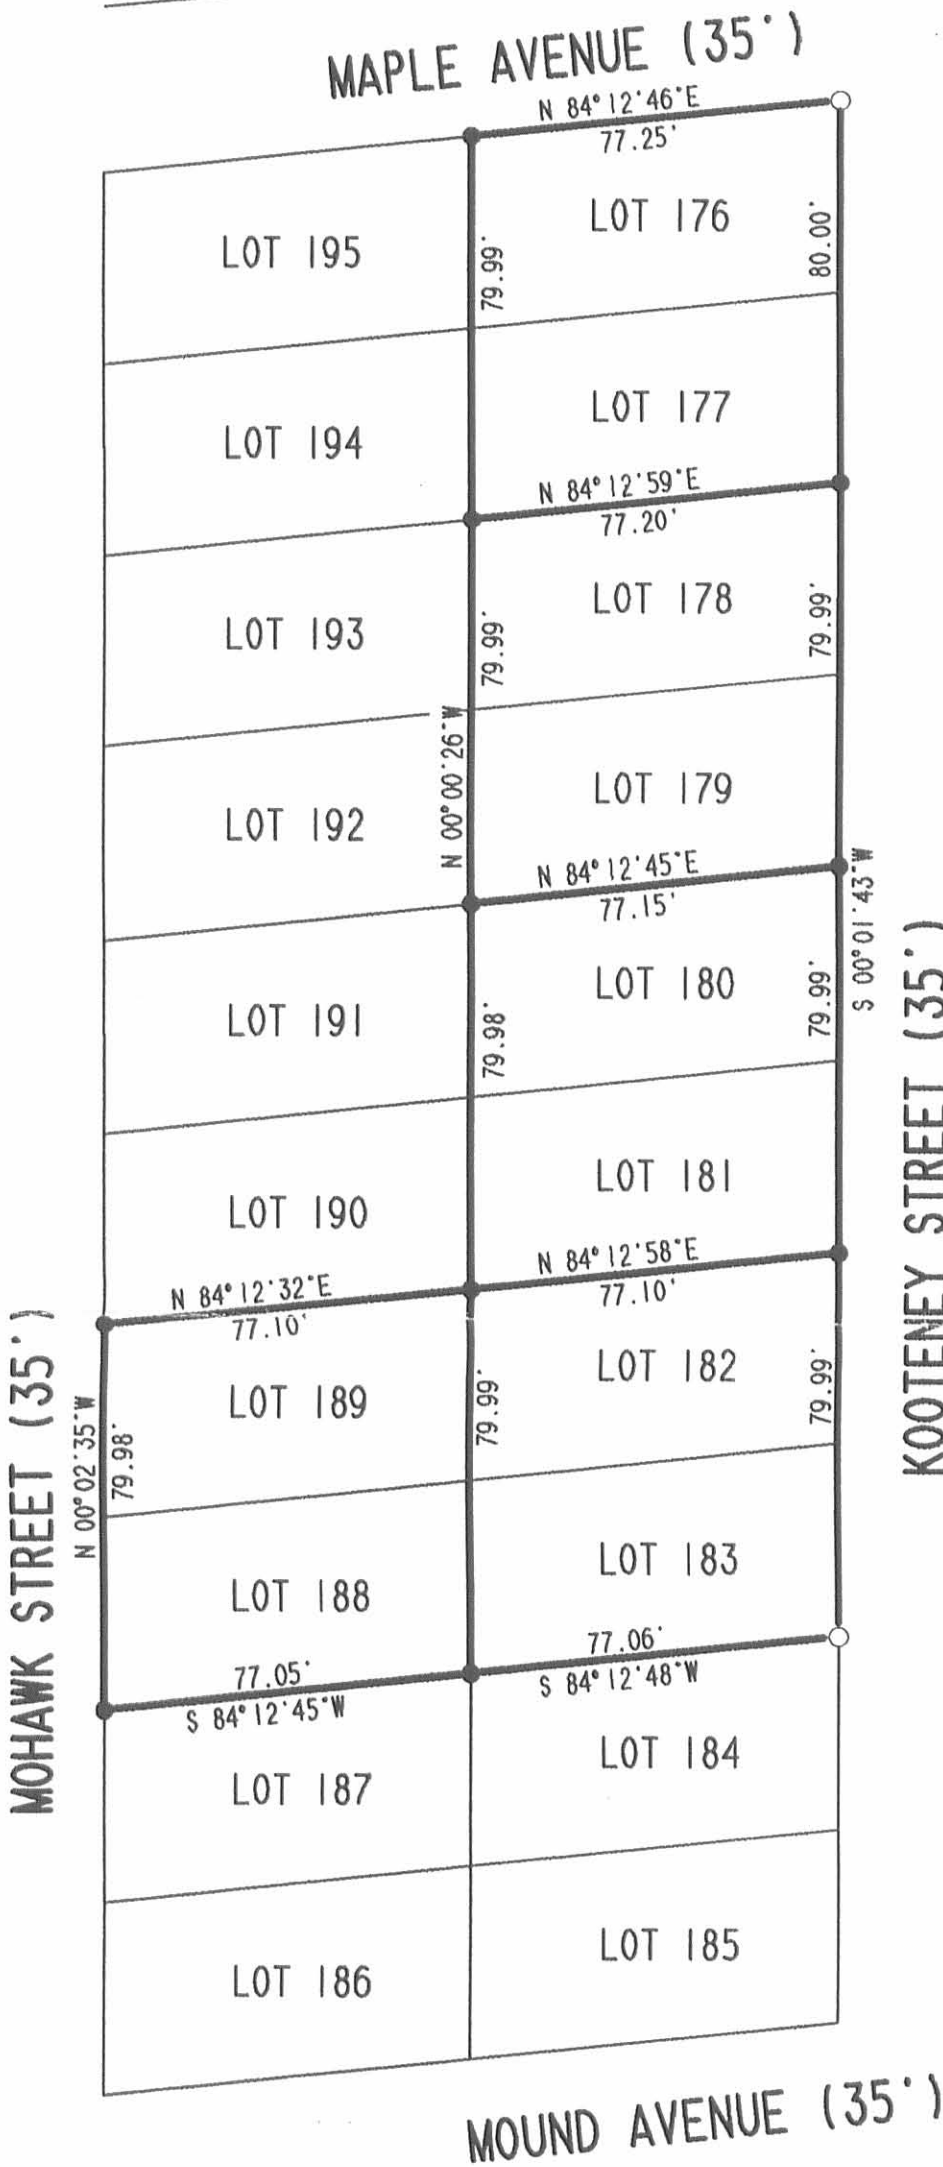 MAPLE AVENUE (35')
N 84° 12'46"E
77.25'
LOT 195
LOT 176
79.99'
80.00'
LOT 194
LOT 177
N 84° 12'59"E
77.20'
LOT 193
LOT 178
79.99'
79.99'
N 00°00'26"W
LOT 192
LOT 179
N 84° 12'45"E
77.15'
S 00°01'43"W
LOT 191
LOT 180
79.98'
79.99'
KOOTENEY STREET (35')
LOT 190
LOT 181
N 84° 12'32"E
77.10'
N 84° 12'58"E
77.10'
MOHAWK STREET (35')
N 00°02'35"W
79.98'
LOT 189
79.99'
LOT 182
79.99'
LOT 188
LOT 183
77.05'
S 84° 12'45"W
77.06'
S 84° 12'48"W
LOT 187
LOT 184
LOT 186
LOT 185
MOUND AVENUE (35')